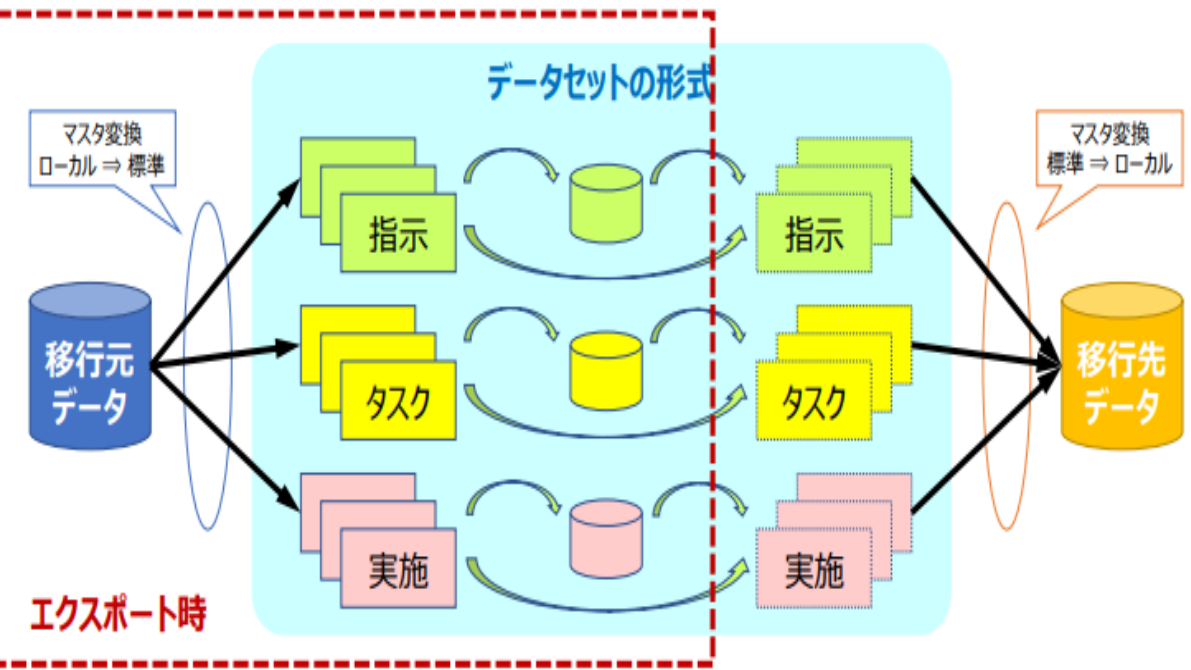 データセットの形式
マスタ変換
ローカル ⇒ 標準
マスタ変換
標準 ⇒ ローカル
指示
指示
移行元
データ
タスク
タスク
移行先
データ
実施
実施
エクスポート時